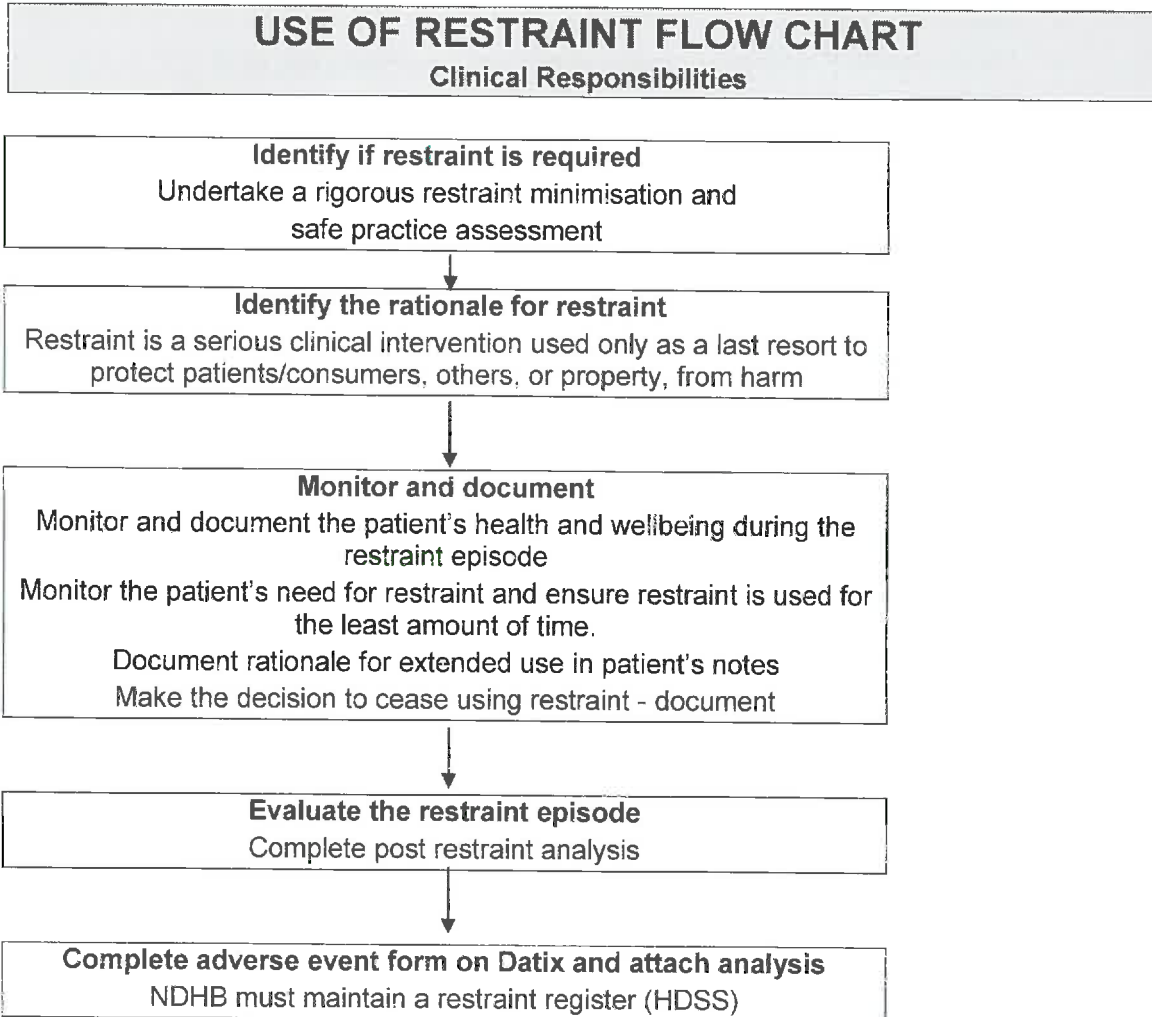 USE OF RESTRAINT FLOW CHART
Clinical Responsibilities
Identify if restraint is required
Undertake a rigorous restraint minimisation and
safe practice assessment
Identify the rationale for restraint
Restraint is a serious clinical intervention used only as a last resort to
protect patients/consumers, others, or property, from harm
Monitor and document
Monitor and document the patient's health and wellbeing during the
restraint episode
Monitor the patient's need for restraint and ensure restraint is used for
the least amount of time.
Document rationale for extended use in patient's notes
Make the decision to cease using restraint - document
Evaluate the restraint episode
Complete post restraint analysis
Complete adverse event form on Datix and attach analysis
NDHB must maintain a restraint register (HDSS)